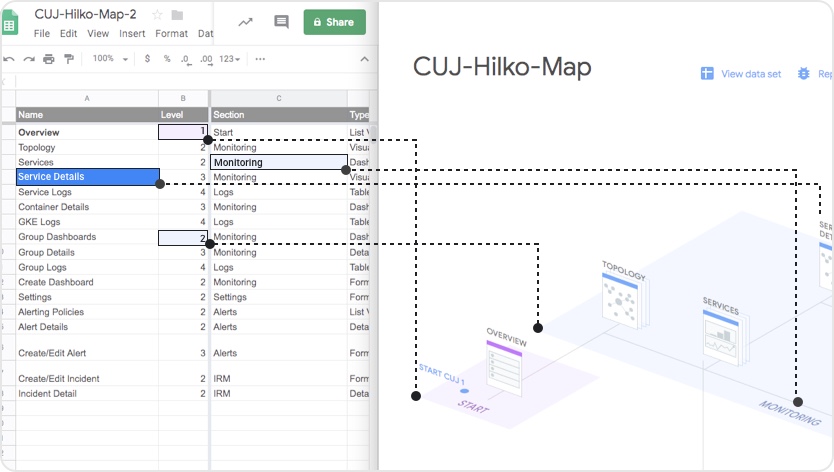 CUJ-Hilko-Map-2
File Edit View Insert Format Dat
Share
100% $ % .0 .00 123
A B C
Name Level Section Type
Overview 1 Start List V
Topology 2 Monitoring Visua
Services 2 Monitoring Dash
Service Details 3 Monitoring Visua
Service Logs 4 Logs Table
Container Details 3 Monitoring Dash
GKE Logs 4 Logs Table
Group Dashboards 2 Monitoring Dash
Group Details 3 Monitoring Detai
Group Logs 4 Logs Table
Create Dashboard 2 Monitoring Form
Settings 2 Settings Form
Alerting Policies 2 Alerts List V
Alert Details 2 Alerts Detai
Create/Edit Alert 3 Alerts Form
Create/Edit Incident 2 IRM Form
Incident Detail 2 IRM Detai
CUJ-Hilko-Map
View data set
Rep
SER
DET
TOPOLOGY
SERVICES
OVERVIEW
START CUJ 1
START
MONITORING